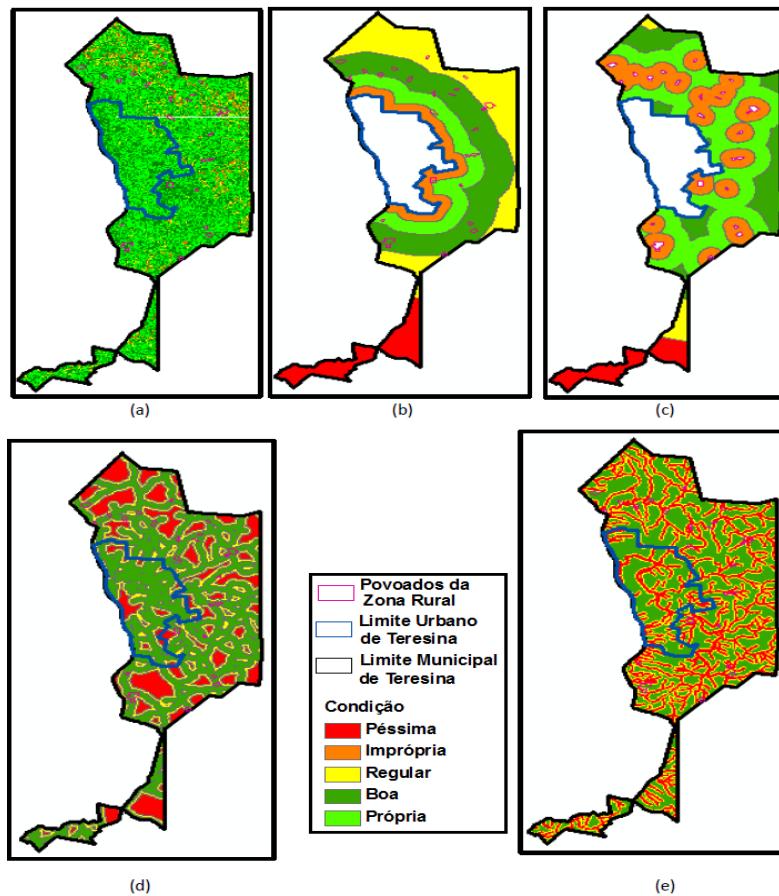 (a)
(b)
(c)
Povoados da
Zona Rural
Limite Urbano
de Teresina
Limite Municipal
de Teresina
Condição
Péssima
Imprópria
Regular
Boa
Própria
(d)
(e)